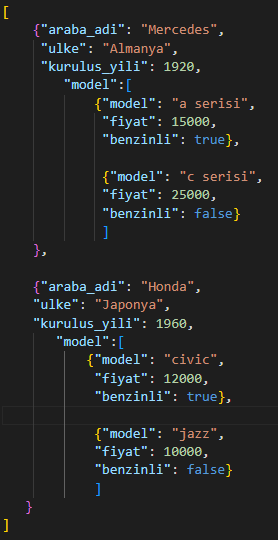 [
{"araba_adi": "Mercedes",
"ulke": "Almanya",
"kurulus_yili": 1920,
"model":[
{"model": "a serisi",
"fiyat": 15000,
"benzinli": true},
{"model": "c serisi",
"fiyat": 25000,
"benzinli": false}
]
},
{"araba_adi": "Honda",
"ulke": "Japonya",
"kurulus_yili": 1960,
"model":[
{"model": "civic",
"fiyat": 12000,
"benzinli": true},
{"model": "jazz",
"fiyat": 10000,
"benzinli": false}
]
}
]